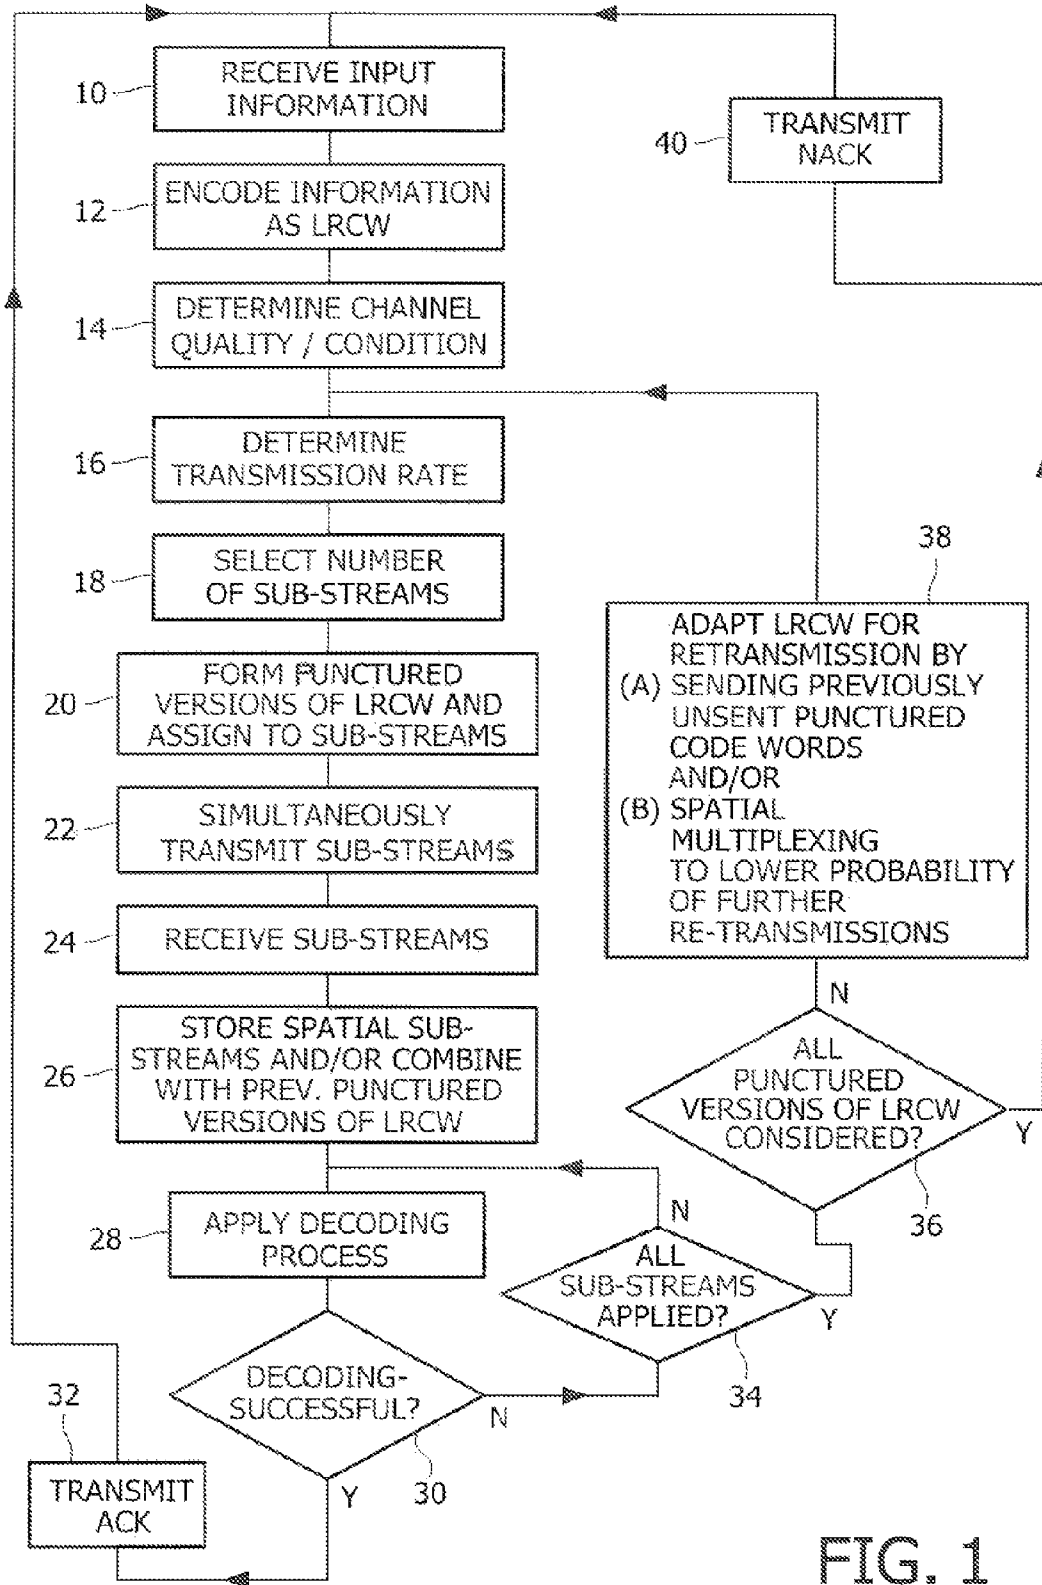 RECEIVE INPUT
INFORMATION
10
TRANSMIT
NACK
40
ENCODE INFORMATION
AS LRCW
12
DETERMINE CHANNEL
QUALITY / CONDITION
14
DETERMINE
TRANSMISSION RATE
16
SELECT NUMBER
OF SUB-STREAMS
18
FORM PUNCTURED
VERSIONS OF LRCW AND
ASSIGN TO SUB-STREAMS
20
SIMULTANEOUSLY
TRANSMIT SUB-STREAMS
22
RECEIVE SUB-STREAMS
24
STORE SPATIAL SUB-
STREAMS AND/OR COMBINE
WITH PREV. PUNCTURED
VERSIONS OF LRCW
26
APPLY DECODING
PROCESS
28
DECODING-
SUCCESSFUL?
30
N
Y
32
TRANSMIT
ACK
38
ADAPT LRCW FOR
RETRANSMISSION BY
(A) SENDING PREVIOUSLY
UNSENT PUNCTURED
CODE WORDS
AND/OR
(B) SPATIAL
MULTIPLEXING
TO LOWER PROBABILITY
OF FURTHER
RE-TRANSMISSIONS
N
ALL
PUNCTURED
VERSIONS OF LRCW
CONSIDERED?
Y
36
N
ALL
SUB-STREAMS
APPLIED?
Y
34
FIG. 1